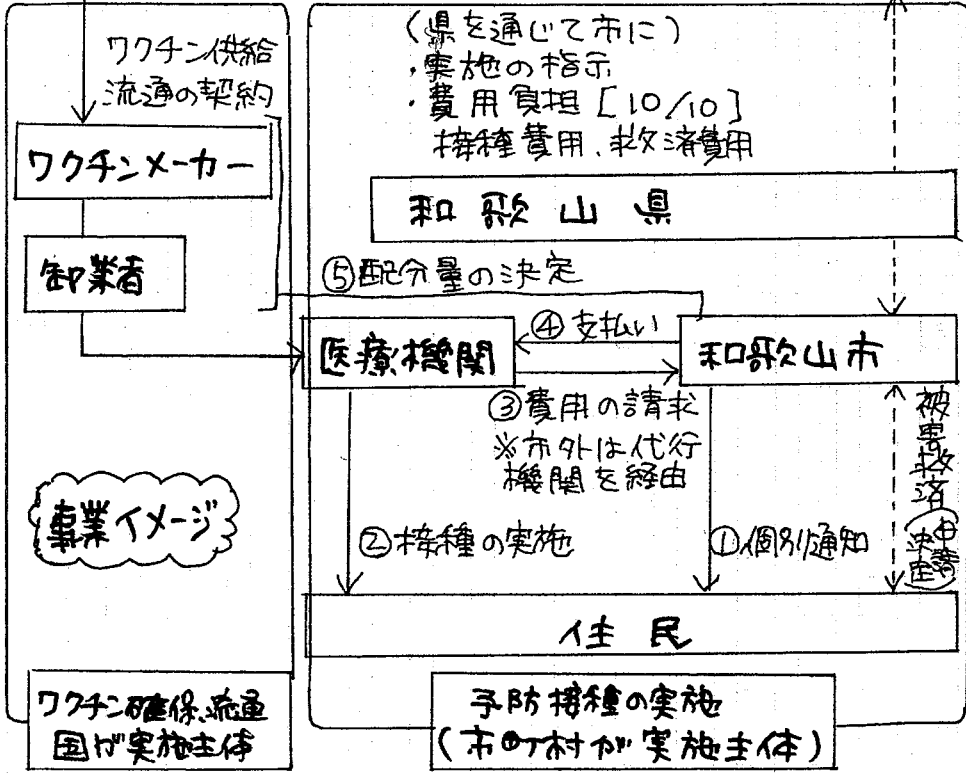 ワクチン供給
流通の契約
ワクチンメーカー
卸業者
(県を通じて市に)
・実施の指示
・費用負担[10/10]
接種費用、救済費用
和歌山県
⑤配分量の決定
医療機関
④支払い
和歌山市
③費用の請求
※市外は代行
機関を経由
被害救済
(申請
決定)
事業イメージ
②接種の実施
①個別通知
住民
ワクチン確保、流通
国が実施主体
予防接種の実施
(市町村が実施主体)